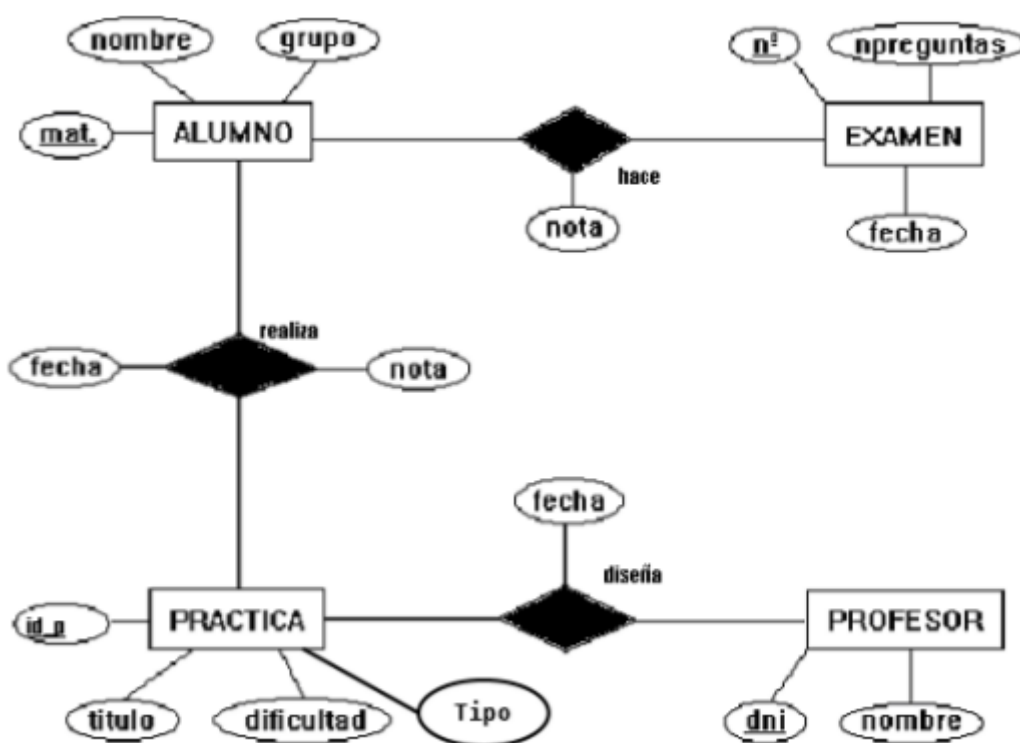 nombre
grupo
nº
npreguntas
mat.
ALUMNO
EXAMEN
hace
nota
fecha
realiza
fecha
nota
fecha
diseña
id_p
PRACTICA
PROFESOR
titulo
dificultad
Tipo
dni
nombre